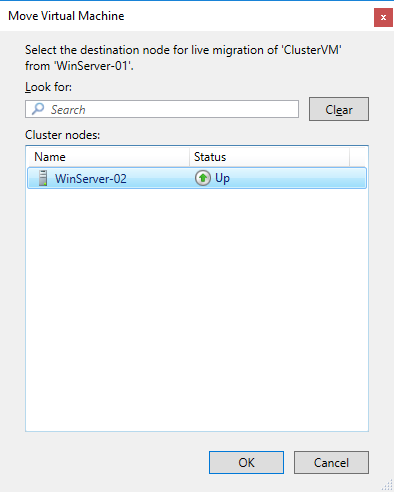 Move Virtual Machine
x
Select the destination node for live migration of 'ClusterVM'
from 'WinServer-01'.
Look for:
Search
Clear
Cluster nodes:
Name Status
WinServer-02 Up
OK Cancel